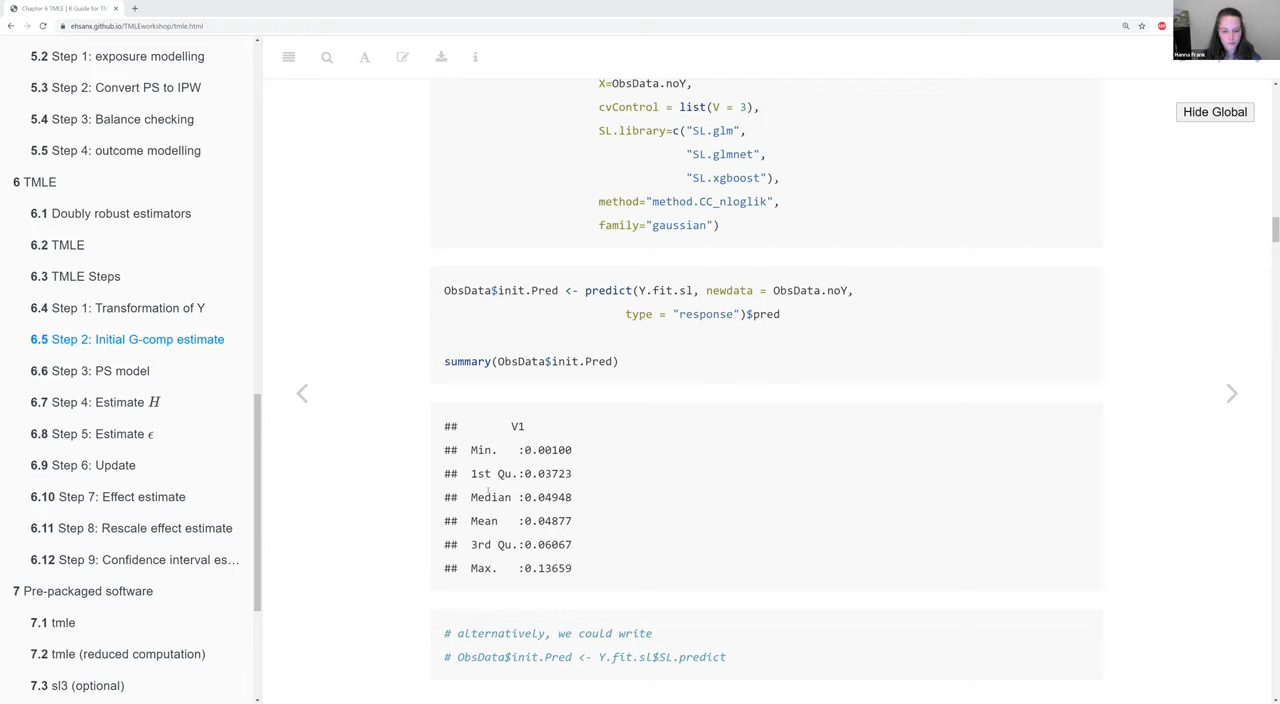 Chapter 6 TMLE | R Guide for TM
ehsanx.github.io/TMLEworkshop/tmle.html
Hanna Frank
5.2 Step 1: exposure modelling
5.3 Step 2: Convert PS to IPW
5.4 Step 3: Balance checking
5.5 Step 4: outcome modelling
6 TMLE
6.1 Doubly robust estimators
6.2 TMLE
6.3 TMLE Steps
6.4 Step 1: Transformation of Y
6.5 Step 2: Initial G-comp estimate
6.6 Step 3: PS model
6.7 Step 4: Estimate H
6.8 Step 5: Estimate ϵ
6.9 Step 6: Update
6.10 Step 7: Effect estimate
6.11 Step 8: Rescale effect estimate
6.12 Step 9: Confidence interval es...
7 Pre-packaged software
7.1 tmle
7.2 tmle (reduced computation)
7.3 sl3 (optional)
Hide Global
X=ObsData.noY,
cvControl = list(V = 3),
SL.library=c("SL.glm",
"SL.glmnet",
"SL.xgboost"),
method="method.CC_nloglik",
family="gaussian")
ObsData$init.Pred <- predict(Y.fit.sl, newdata = ObsData.noY,
type = "response")$pred
summary(ObsData$init.Pred)
## V1
## Min. :0.00100
## 1st Qu.:0.03723
## Median :0.04948
## Mean :0.04877
## 3rd Qu.:0.06067
## Max. :0.13659
# alternatively, we could write
# ObsData$init.Pred <- Y.fit.sl$SL.predict